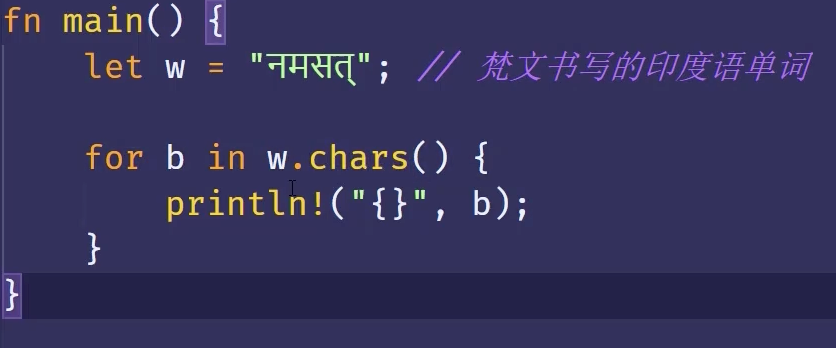 fn main() {
    let w = "नमसत्"; // 梵文书写的印度语单词
    for b in w.chars() {
        println!("{}", b);
    }
}